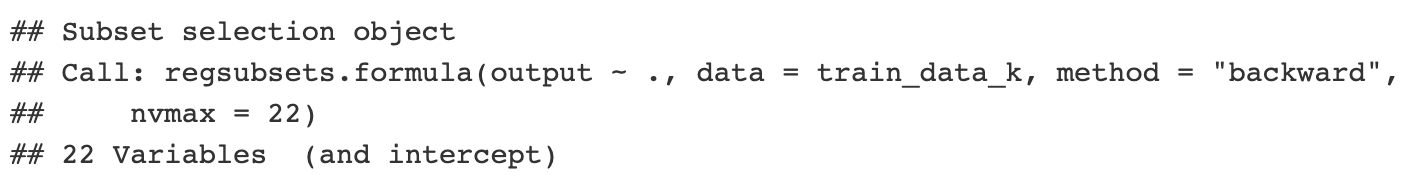 ## Subset selection object
## Call: regsubsets.formula(output ~ ., data = train_data_k, method = "backward",
##     nvmax = 22)
## 22 Variables  (and intercept)